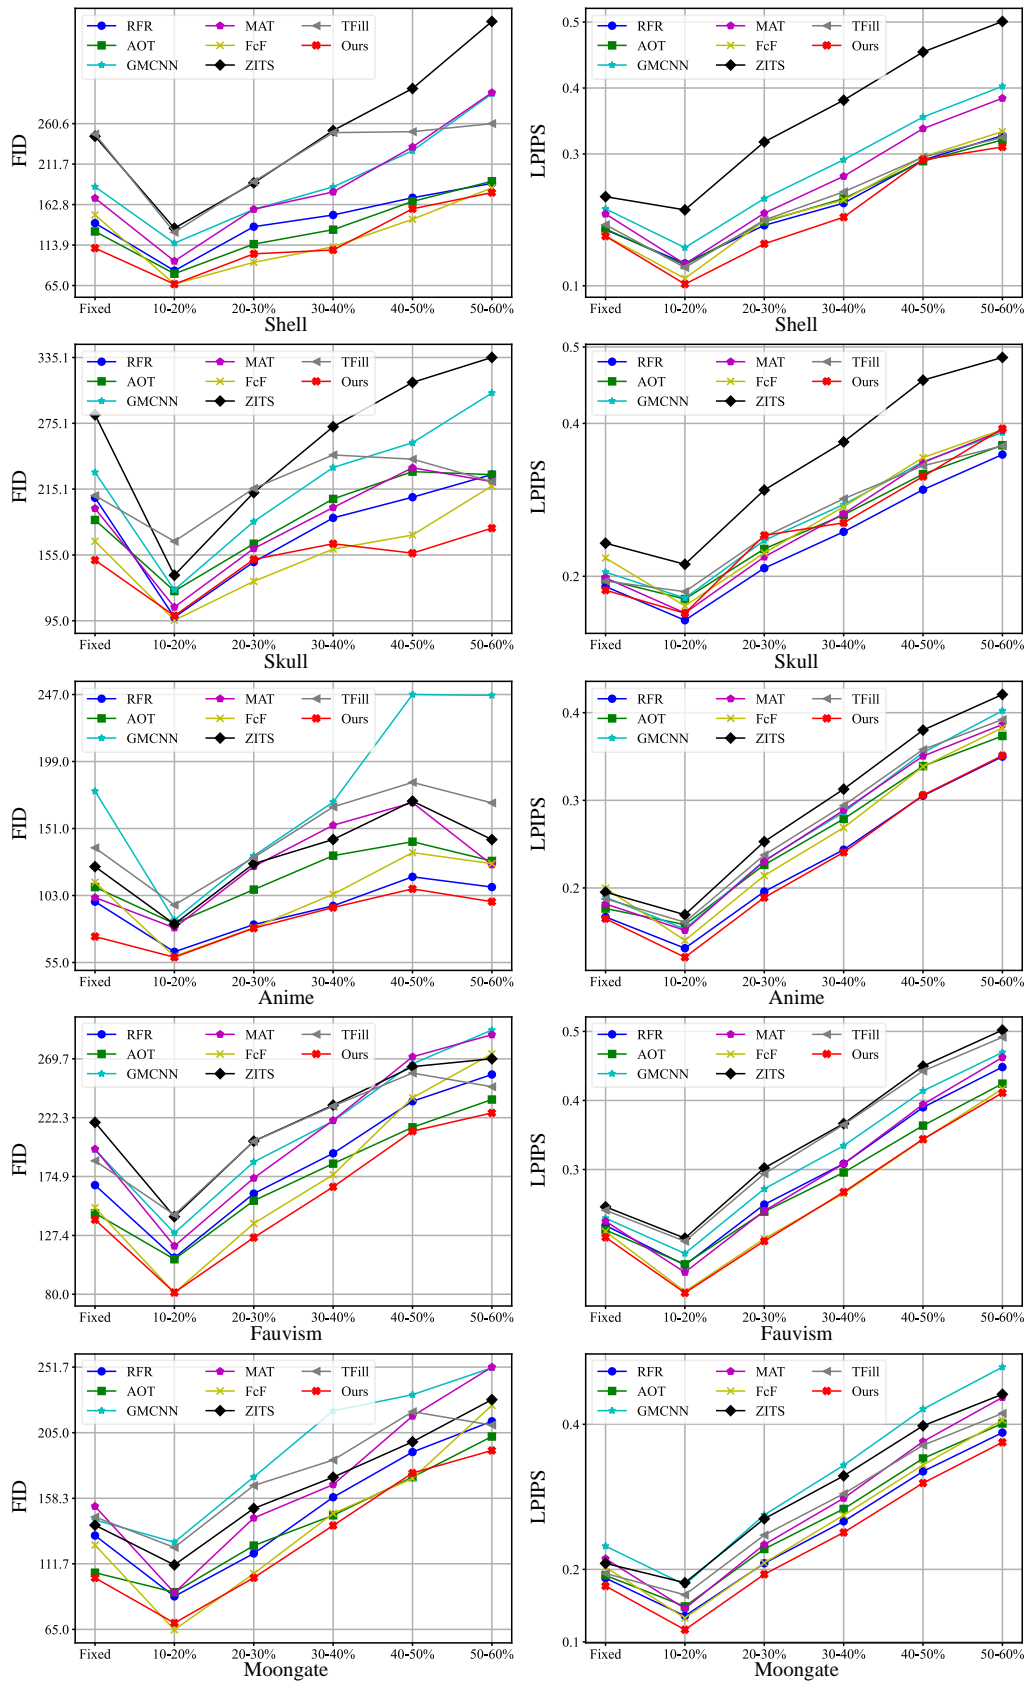 FID
RFR MAT TFill
AOT FcF Ours
GMCNN ZITS
260.6
211.7
162.8
113.9
65.0
Fixed 10-20% 20-30% 30-40% 40-50% 50-60%
Shell
LPIPS
RFR MAT TFill
AOT FcF Ours
GMCNN ZITS
0.5
0.4
0.3
0.1
Fixed 10-20% 20-30% 30-40% 40-50% 50-60%
Shell
FID
RFR MAT TFill
AOT FcF Ours
GMCNN ZITS
335.1
275.1
215.1
155.0
95.0
Fixed 10-20% 20-30% 30-40% 40-50% 50-60%
Skull
LPIPS
RFR MAT TFill
AOT FcF Ours
GMCNN ZITS
0.5
0.4
0.2
Fixed 10-20% 20-30% 30-40% 40-50% 50-60%
Skull
FID
RFR MAT TFill
AOT FcF Ours
GMCNN ZITS
247.0
199.0
151.0
103.0
55.0
Fixed 10-20% 20-30% 30-40% 40-50% 50-60%
Anime
LPIPS
RFR MAT TFill
AOT FcF Ours
GMCNN ZITS
0.4
0.3
0.2
Fixed 10-20% 20-30% 30-40% 40-50% 50-60%
Anime
FID
RFR MAT TFill
AOT FcF Ours
GMCNN ZITS
269.7
222.3
174.9
127.4
80.0
Fixed 10-20% 20-30% 30-40% 40-50% 50-60%
Fauvism
LPIPS
RFR MAT TFill
AOT FcF Ours
GMCNN ZITS
0.5
0.4
0.3
Fixed 10-20% 20-30% 30-40% 40-50% 50-60%
Fauvism
FID
RFR MAT TFill
AOT FcF Ours
GMCNN ZITS
251.7
205.0
158.3
111.7
65.0
Fixed 10-20% 20-30% 30-40% 40-50% 50-60%
Moongate
LPIPS
RFR MAT TFill
AOT FcF Ours
GMCNN ZITS
0.4
0.2
0.1
Fixed 10-20% 20-30% 30-40% 40-50% 50-60%
Moongate